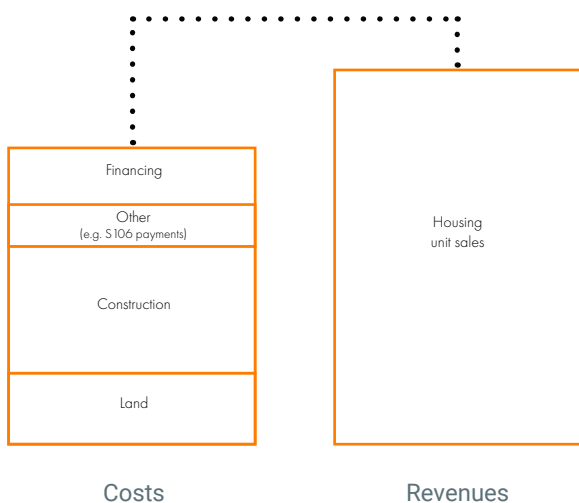 Financing
Other
(e.g. S106 payments)
Construction
Land
Housing
unit sales
Costs
Revenues